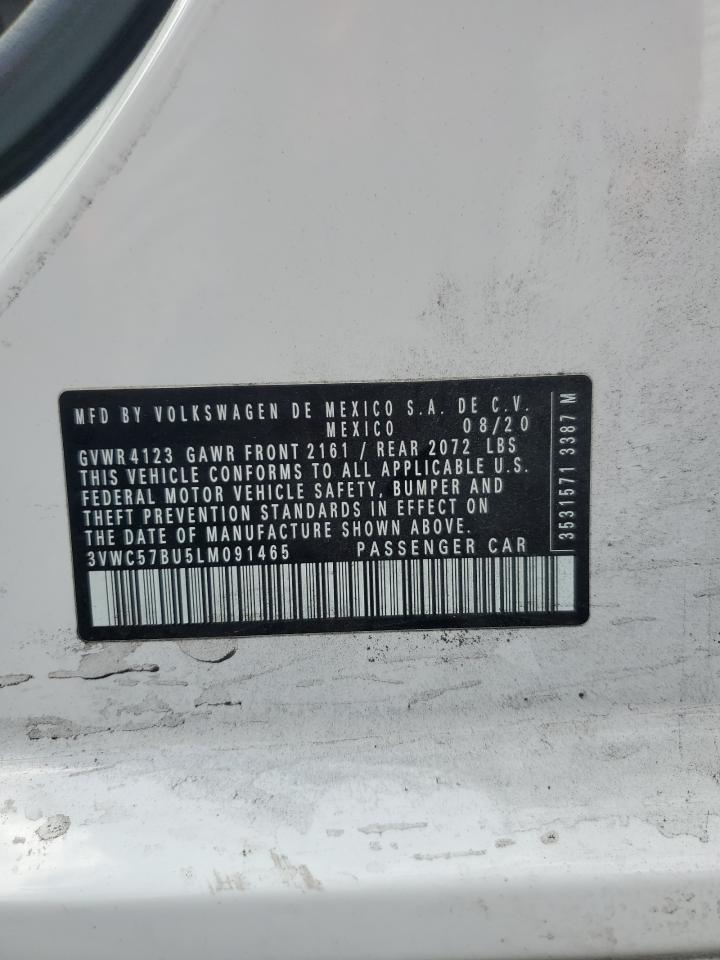 MFD BY VOLKSWAGEN DE MEXICO S.A. DE C.V.
MEXICO 08/20
GVWR 4123 GAWR FRONT 2161 / REAR 2072 LBS
THIS VEHICLE CONFORMS TO ALL APPLICABLE U.S.
FEDERAL MOTOR VEHICLE SAFETY, BUMPER AND
THEFT PREVENTION STANDARDS IN EFFECT ON
THE DATE OF MANUFACTURE SHOWN ABOVE.
3VWC57BU5LM091465 PASSENGER CAR
3531571 3387 M